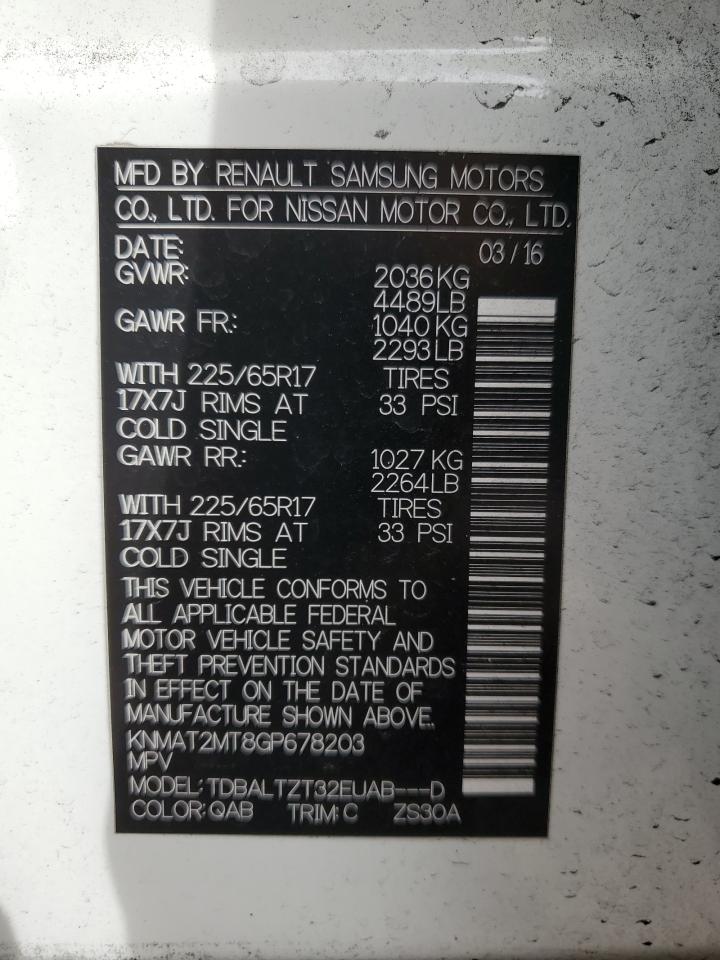 MFD BY RENAULT SAMSUNG MOTORS
CO., LTD. FOR NISSAN MOTOR CO., LTD.
DATE: 03 / 16
GVWR: 2036 KG
4489LB
GAWR FR.: 1040 KG
2293 LB
WITH 225/65R17 TIRES
17X7J RIMS AT 33 PSI
COLD SINGLE
GAWR RR.: 1027 KG
2264LB
WITH 225/65R17 TIRES
17X7J RIMS AT 33 PSI
COLD SINGLE
THIS VEHICLE CONFORMS TO
ALL APPLICABLE FEDERAL
MOTOR VEHICLE SAFETY AND
THEFT PREVENTION STANDARDS
IN EFFECT ON THE DATE OF
MANUFACTURE SHOWN ABOVE.
KNMAT2MT8GP678203
MPV
MODEL: TDBALTZT32EUAB---D
COLOR: QAB TRIM: C ZS30A